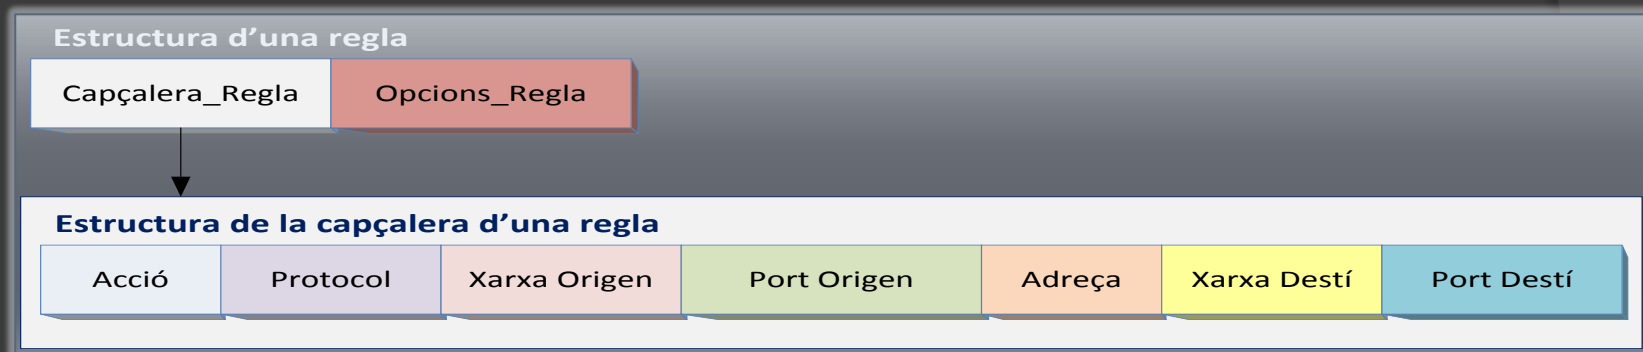 Estructura d’una regla
Capçalera_Regla Opcions_Regla
Estructura de la capçalera d’una regla
Acció Protocol Xarxa Origen Port Origen Adreça Xarxa Destí Port Destí